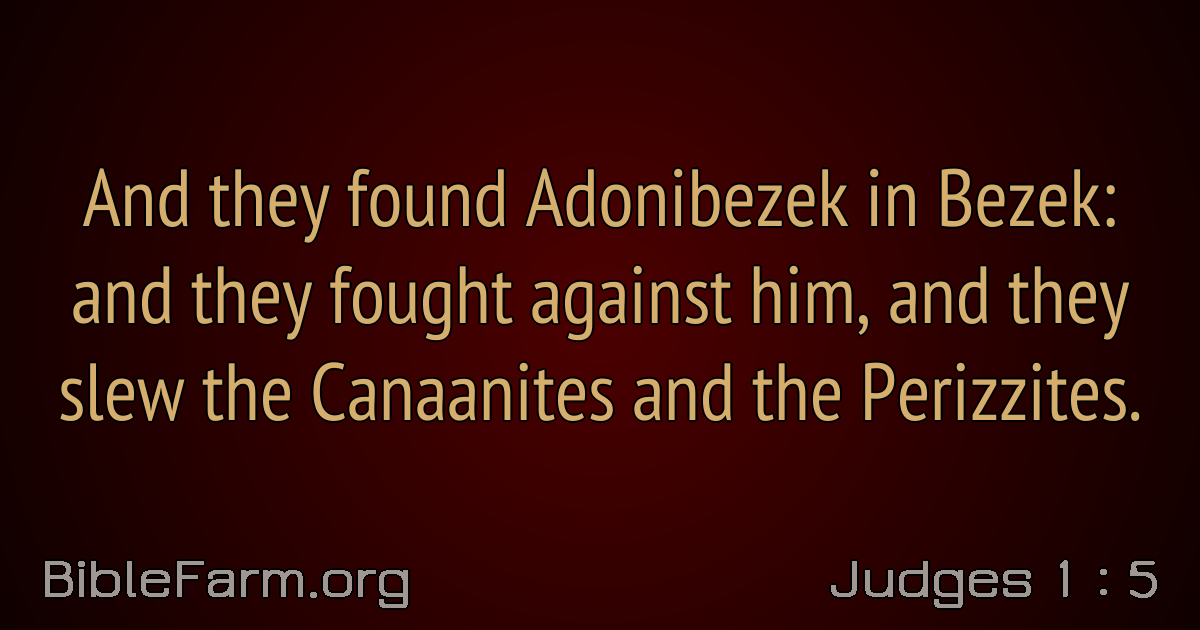 And they found Adonibezek in Bezek:
and they fought against him, and they
slew the Canaanites and the Perizzites.
BibleFarm.org
Judges 1 : 5